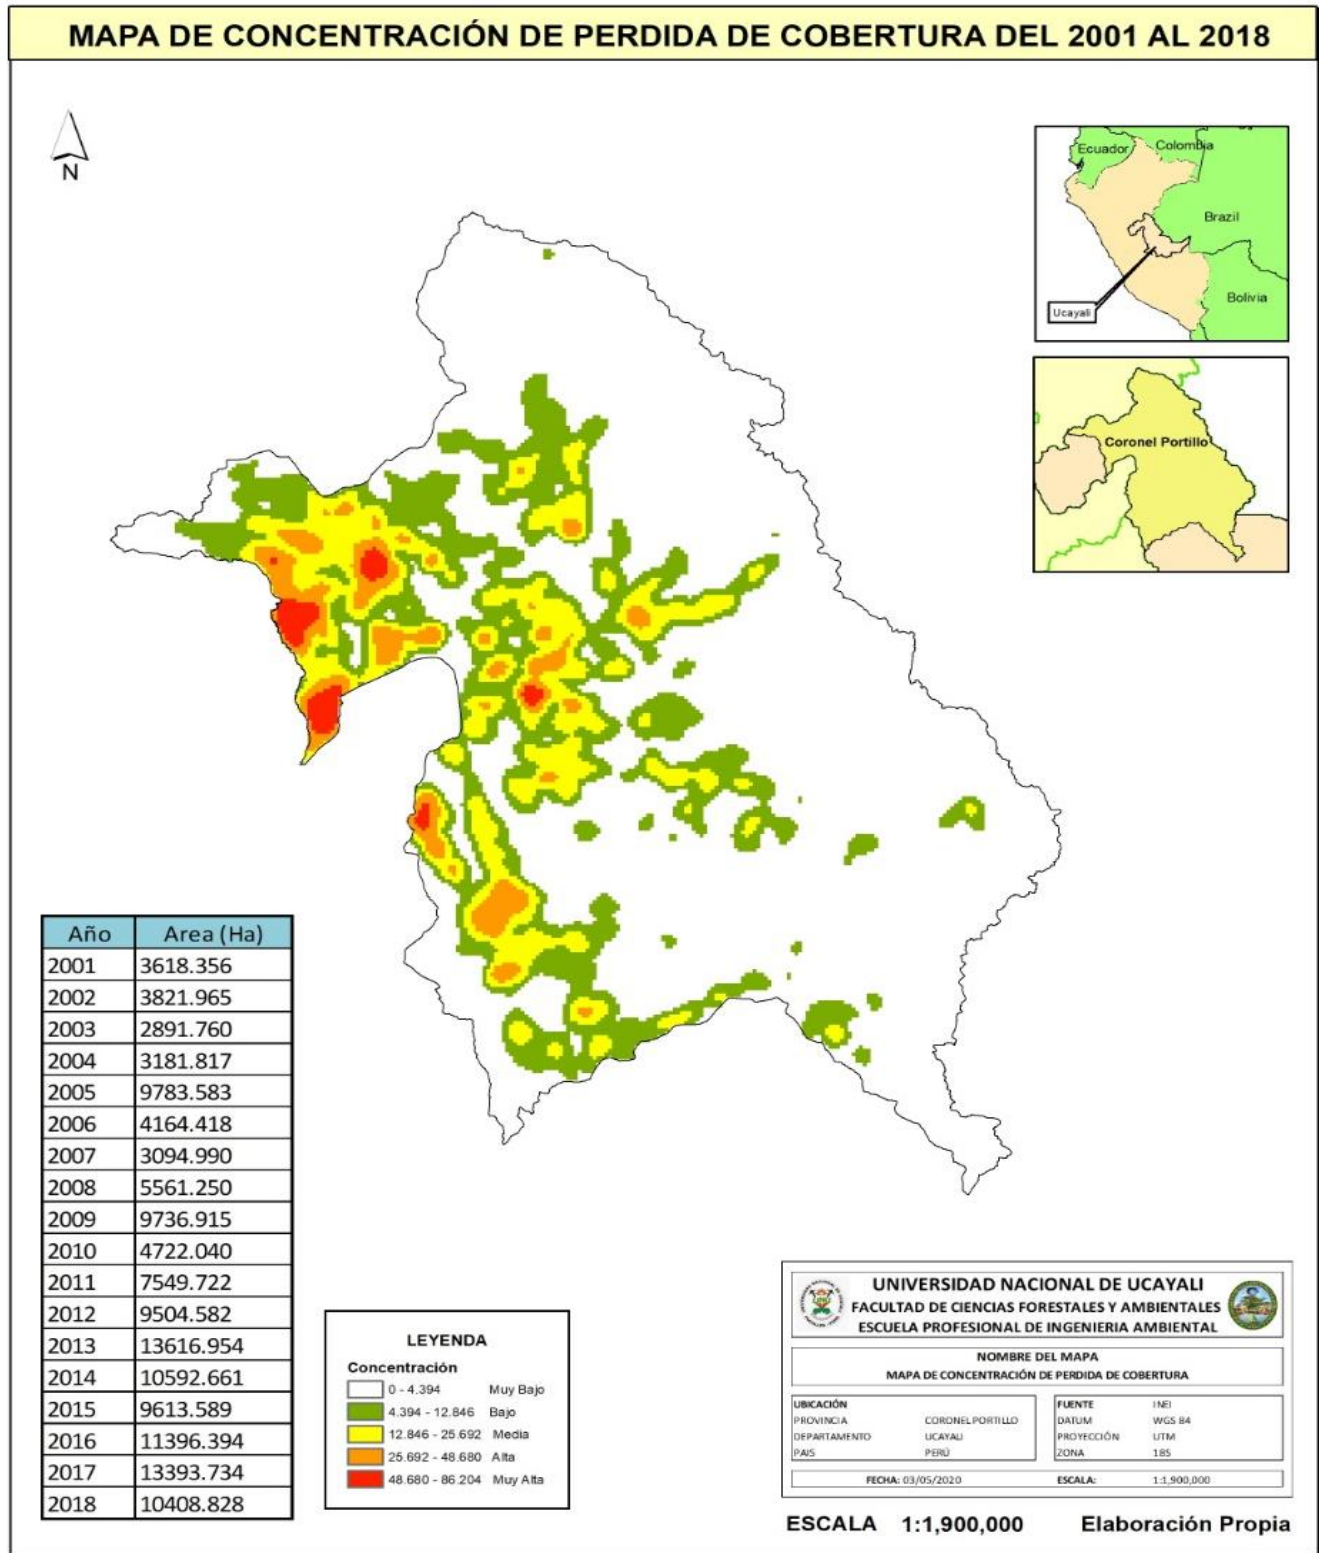 MAPA DE CONCENTRACIÓN DE PERDIDA DE COBERTURA DEL 2001 AL 2018
N
Ecuador
Colombia
Brazil
Bolivia
Ucayali
Coronel Portillo
Año Area (Ha)
2001 3618.356
2002 3821.965
2003 2891.760
2004 3181.817
2005 9783.583
2006 4164.418
2007 3094.990
2008 5561.250
2009 9736.915
2010 4722.040
2011 7549.722
2012 9504.582
2013 13616.954
2014 10592.661
2015 9613.589
2016 11396.394
2017 13393.734
2018 10408.828
LEYENDA
Concentración
0 - 4.394 Muy Bajo
4.394 - 12.846 Bajo
12.846 - 25.692 Media
25.692 - 48.680 Alta
48.680 - 86.204 Muy Alta
UNIVERSIDAD NACIONAL DE UCAYALI
FACULTAD DE CIENCIAS FORESTALES Y AMBIENTALES
ESCUELA PROFESIONAL DE INGENIERIA AMBIENTAL
NOMBRE DEL MAPA
MAPA DE CONCENTRACIÓN DE PERDIDA DE COBERTURA
UBICACIÓN
PROVINCIA CORONEL PORTILLO
DEPARTAMENTO UCAYALI
PAIS PERÚ
FUENTE INEI
DATUM WGS 84
PROYECCIÓN UTM
ZONA 18S
FECHA: 03/05/2020 ESCALA: 1:1,900,000
ESCALA 1:1,900,000 Elaboración Propia